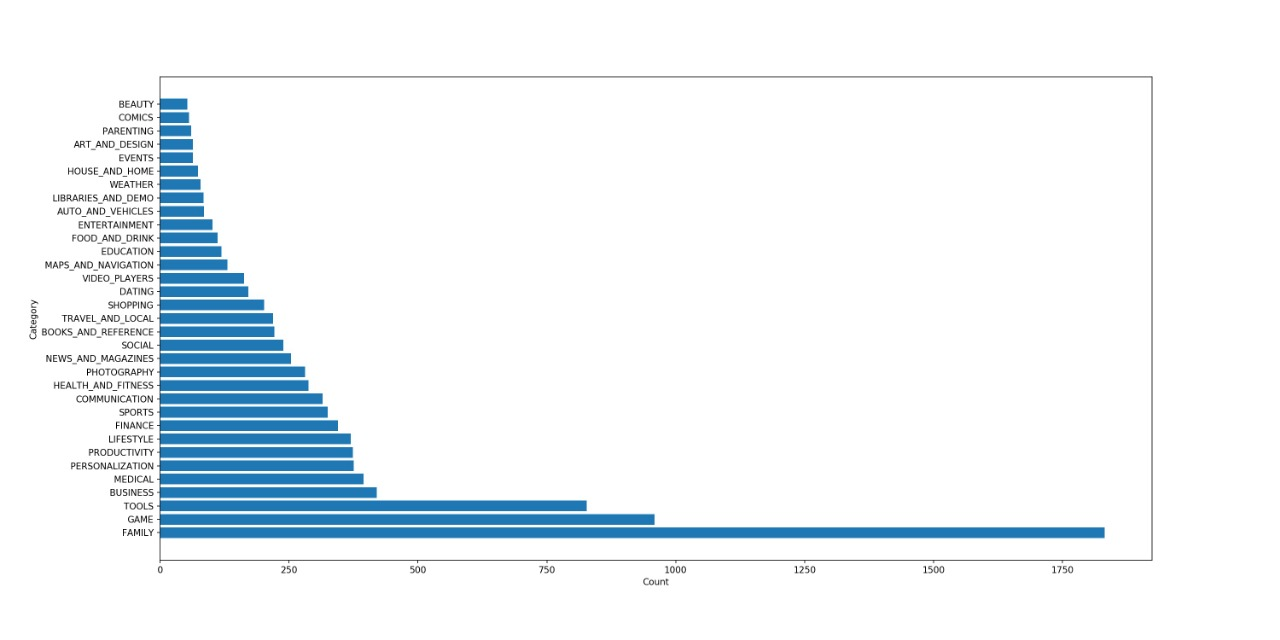 BEAUTY
COMICS
PARENTING
ART_AND_DESIGN
EVENTS
HOUSE_AND_HOME
WEATHER
LIBRARIES_AND_DEMO
AUTO_AND_VEHICLES
ENTERTAINMENT
FOOD_AND_DRINK
EDUCATION
MAPS_AND_NAVIGATION
VIDEO_PLAYERS
DATING
SHOPPING
TRAVEL_AND_LOCAL
BOOKS_AND_REFERENCE
SOCIAL
NEWS_AND_MAGAZINES
PHOTOGRAPHY
HEALTH_AND_FITNESS
COMMUNICATION
SPORTS
FINANCE
LIFESTYLE
PRODUCTIVITY
PERSONALIZATION
MEDICAL
BUSINESS
TOOLS
GAME
FAMILY
Category
0 250 500 750 1000 1250 1500 1750
Count